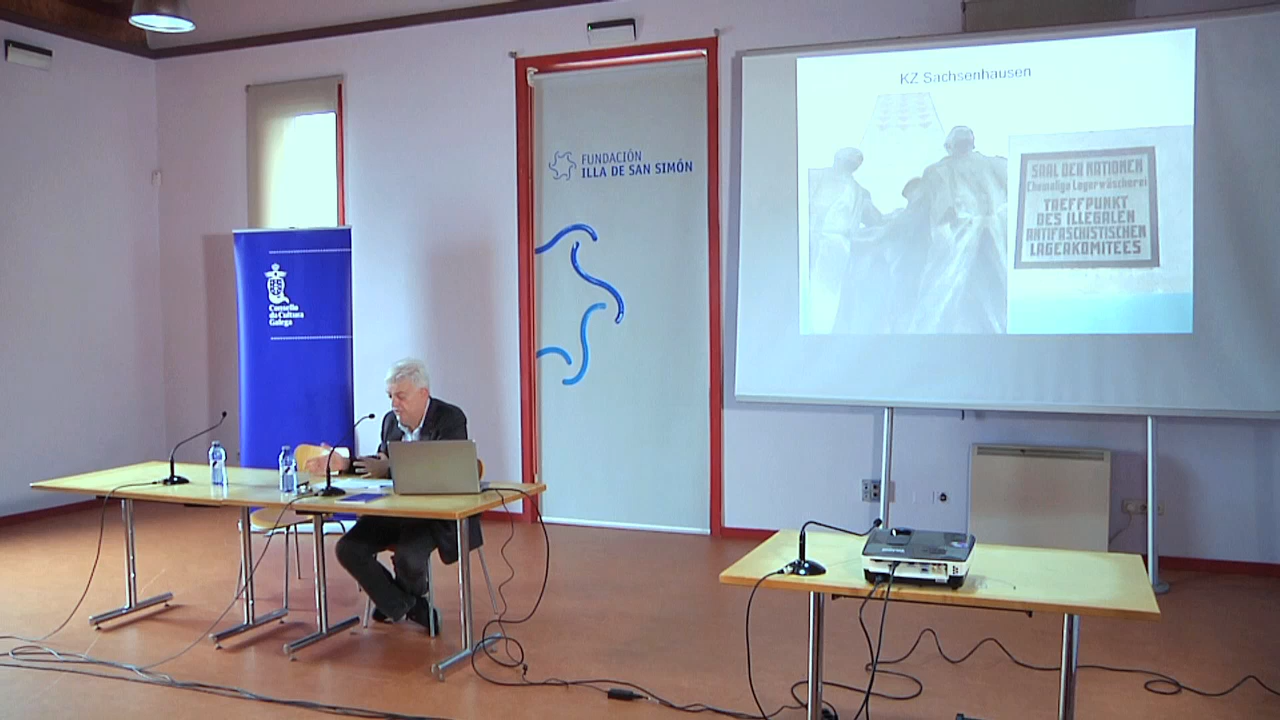 FUNDACIÓN
ILLA DE SAN SIMÓN
Consello
da Cultura
Galega
KZ Sachsenhausen
SAAL DER NATIONEN
Ehemalige Lagerwäscherei
TREFFPUNKT
DES ILLEGALEN
ANTIFASCHISTISCHEN
LAGERKOMITEES